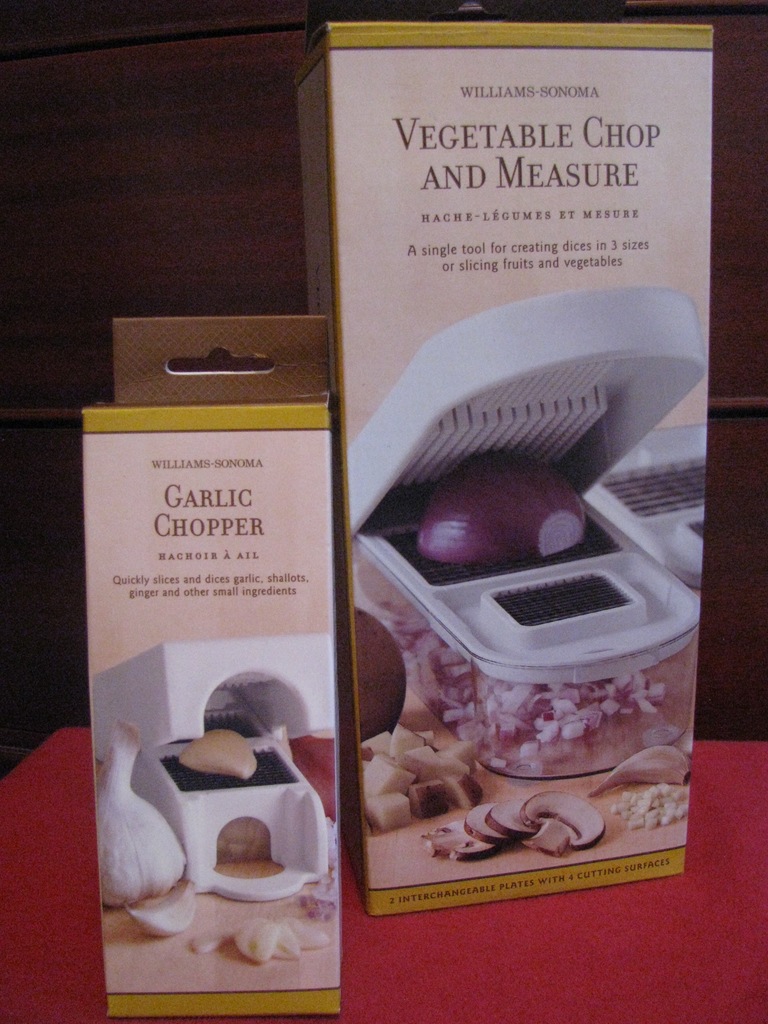 WILLIAMS-SONOMA
VEGETABLE CHOP
AND MEASURE
HACHE-LÉGUMES ET MESURE
A single tool for creating dices in 3 sizes
or slicing fruits and vegetables
2 INTERCHANGEABLE PLATES WITH 4 CUTTING SURFACES
WILLIAMS-SONOMA
GARLIC
CHOPPER
HACHOIR À AIL
Quickly slices and dices garlic, shallots,
ginger and other small ingredients